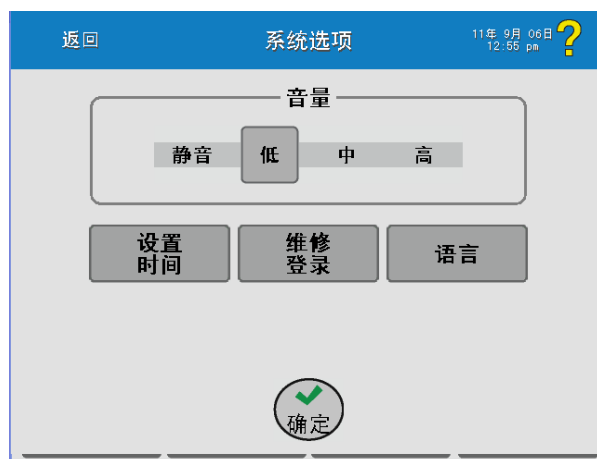 返回
系统选项
11年 9月 06日
12:55 pm
?
音量
静音 低 中 高
设置
时间
维修
登录
语言
确定